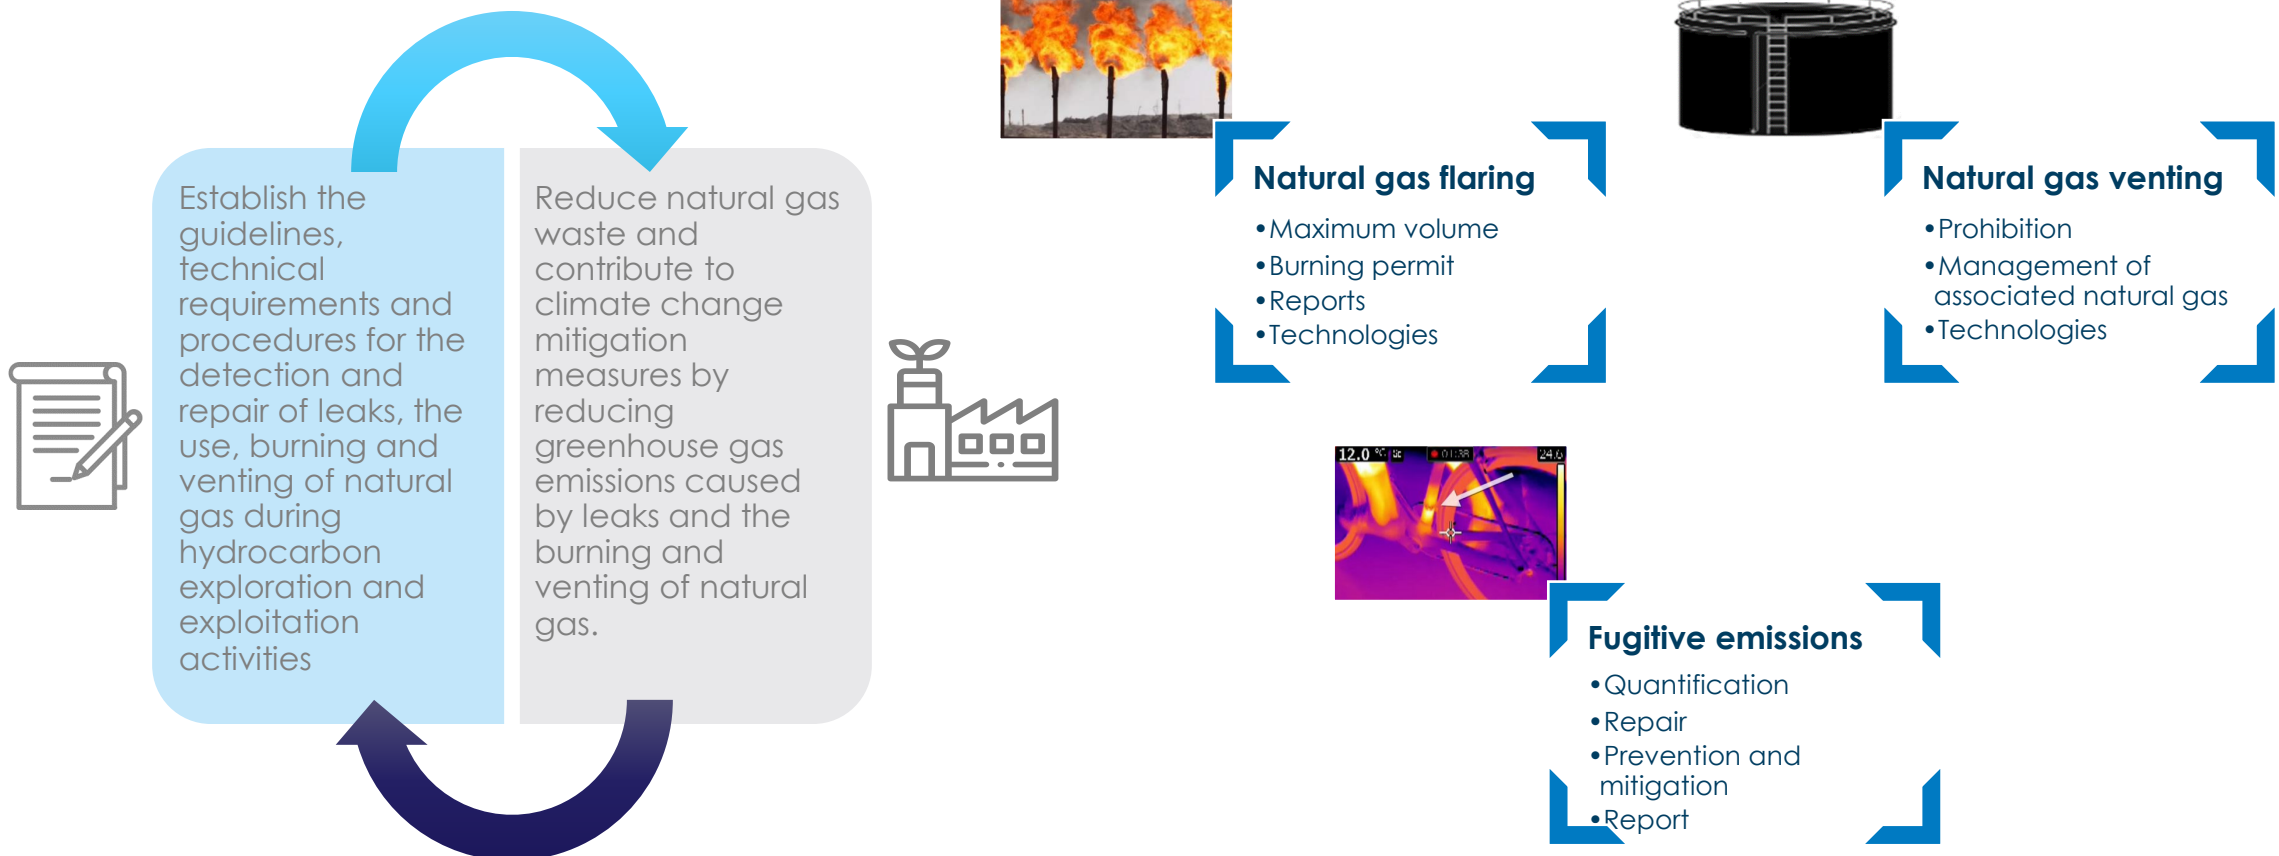 Establish the
guidelines,
technical
requirements and
procedures for the
detection and
repair of leaks, the
use, burning and
venting of natural
gas during
hydrocarbon
exploration and
exploitation
activities
Reduce natural gas
waste and
contribute to
climate change
mitigation
measures by
reducing
greenhouse gas
emissions caused
by leaks and the
burning and
venting of natural
gas.
Natural gas flaring
•Maximum volume
•Burning permit
•Reports
•Technologies
Natural gas venting
•Prohibition
•Management of
associated natural gas
•Technologies
12.0 °C
01:38
24.6
Fugitive emissions
•Quantification
•Repair
•Prevention and
mitigation
•Report